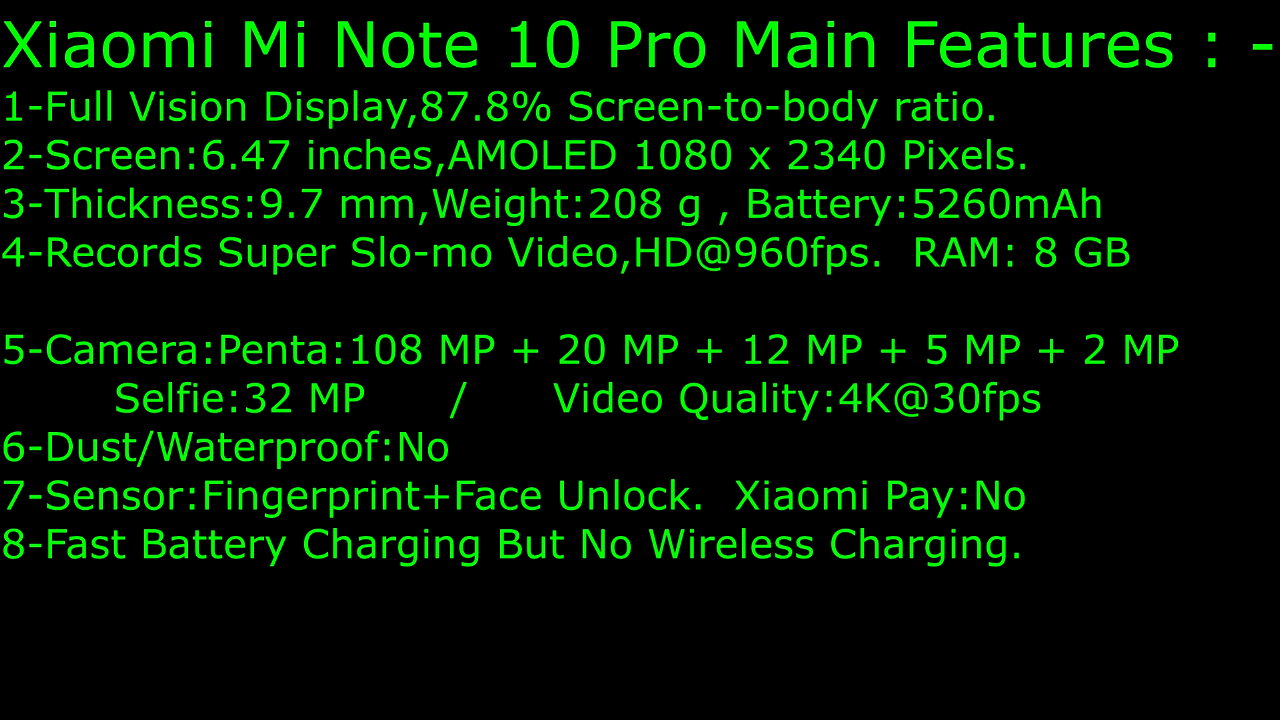 Xiaomi Mi Note 10 Pro Main Features : -
1-Full Vision Display,87.8% Screen-to-body ratio.
2-Screen:6.47 inches,AMOLED 1080 x 2340 Pixels.
3-Thickness:9.7 mm,Weight:208 g , Battery:5260mAh
4-Records Super Slo-mo Video,HD@960fps.  RAM: 8 GB
5-Camera:Penta:108 MP + 20 MP + 12 MP + 5 MP + 2 MP
Selfie:32 MP / Video Quality:4K@30fps
6-Dust/Waterproof:No
7-Sensor:Fingerprint+Face Unlock.  Xiaomi Pay:No
8-Fast Battery Charging But No Wireless Charging.